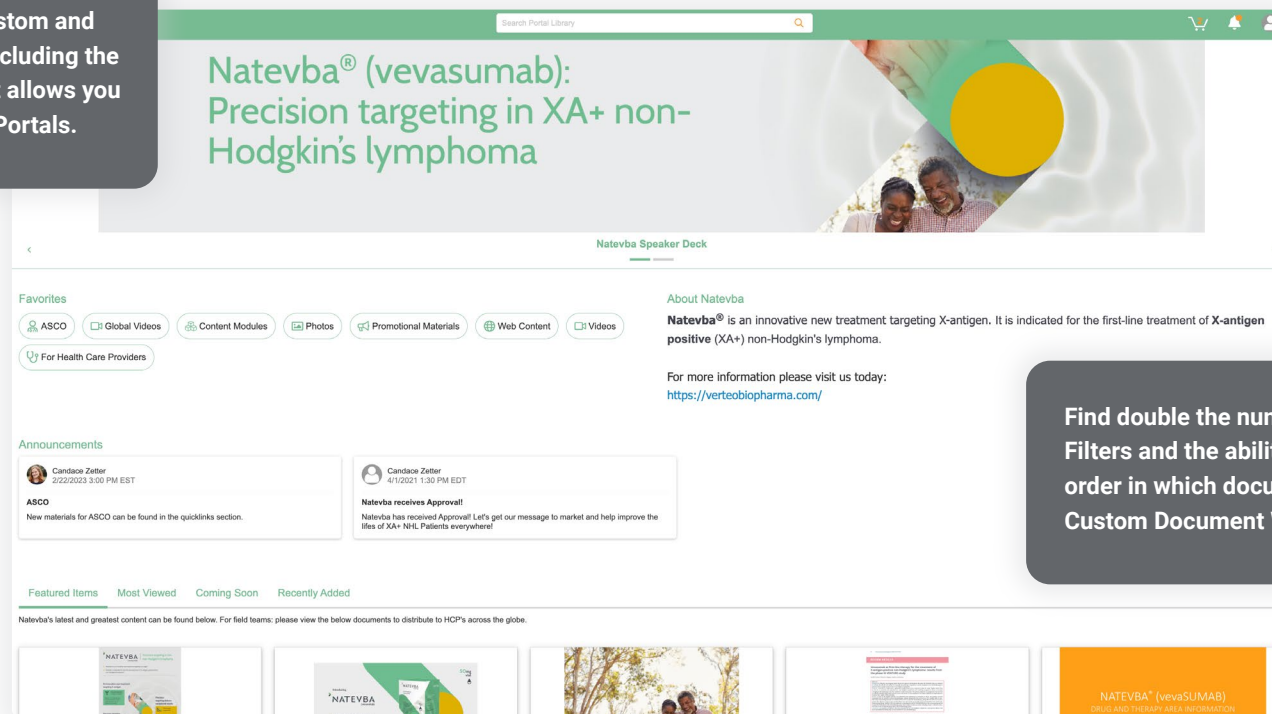 stom and
cluding the
t allows you
Portals.
Search Portal Library
Natevba® (vevasumab):
Precision targeting in XA+ non-
Hodgkin's lymphoma
Natevba Speaker Deck
Favorites
ASCO
Global Videos
Content Modules
Photos
Promotional Materials
Web Content
Videos
For Health Care Providers
About Natevba
Natevba® is an innovative new treatment targeting X-antigen. It is indicated for the first-line treatment of X-antigen
positive (XA+) non-Hodgkin's lymphoma.
For more information please visit us today:
https://verteobiopharma.com/
Find double the num
Filters and the abilit
order in which docu
Custom Document
Announcements
Candace Zetter
2/22/2023 3:00 PM EST
ASCO
New materials for ASCO can be found in the quicklinks section.
Candace Zetter
4/1/2021 1:30 PM EDT
Natevba receives Approval!
Natevba has received Approval! Let's get our message to market and help improve the
lifes of XA+ NHL Patients everywhere!
Featured Items
Most Viewed
Coming Soon
Recently Added
Natevba's latest and greatest content can be found below. For field teams: please view the below documents to distribute to HCP's across the globe.
NATEVBA
NATEVBA
NATEVBA® (vevaSUMAB)
DRUG AND THERAPY AREA INFORMATION